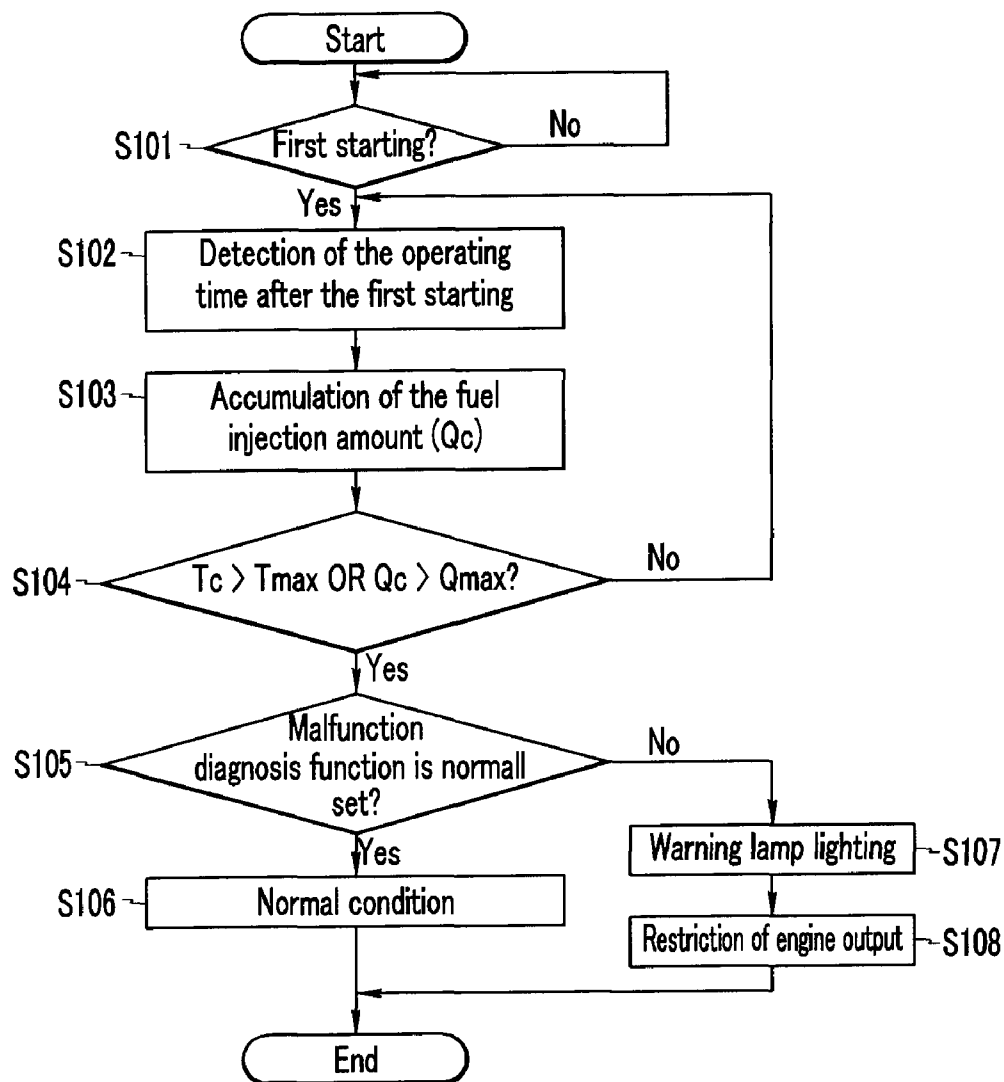 Start
No
S101
First starting?
Yes
S102
Detection of the operating
time after the first starting
S103
Accumulation of the fuel
injection amount (Qc)
No
S104
Tc > Tmax OR Qc > Qmax?
Yes
No
Malfunction
S105
diagnosis function is normall
set?
Yes
Warning lamp lighting
S107
S106
Normal condition
Restriction of engine output
S108
End